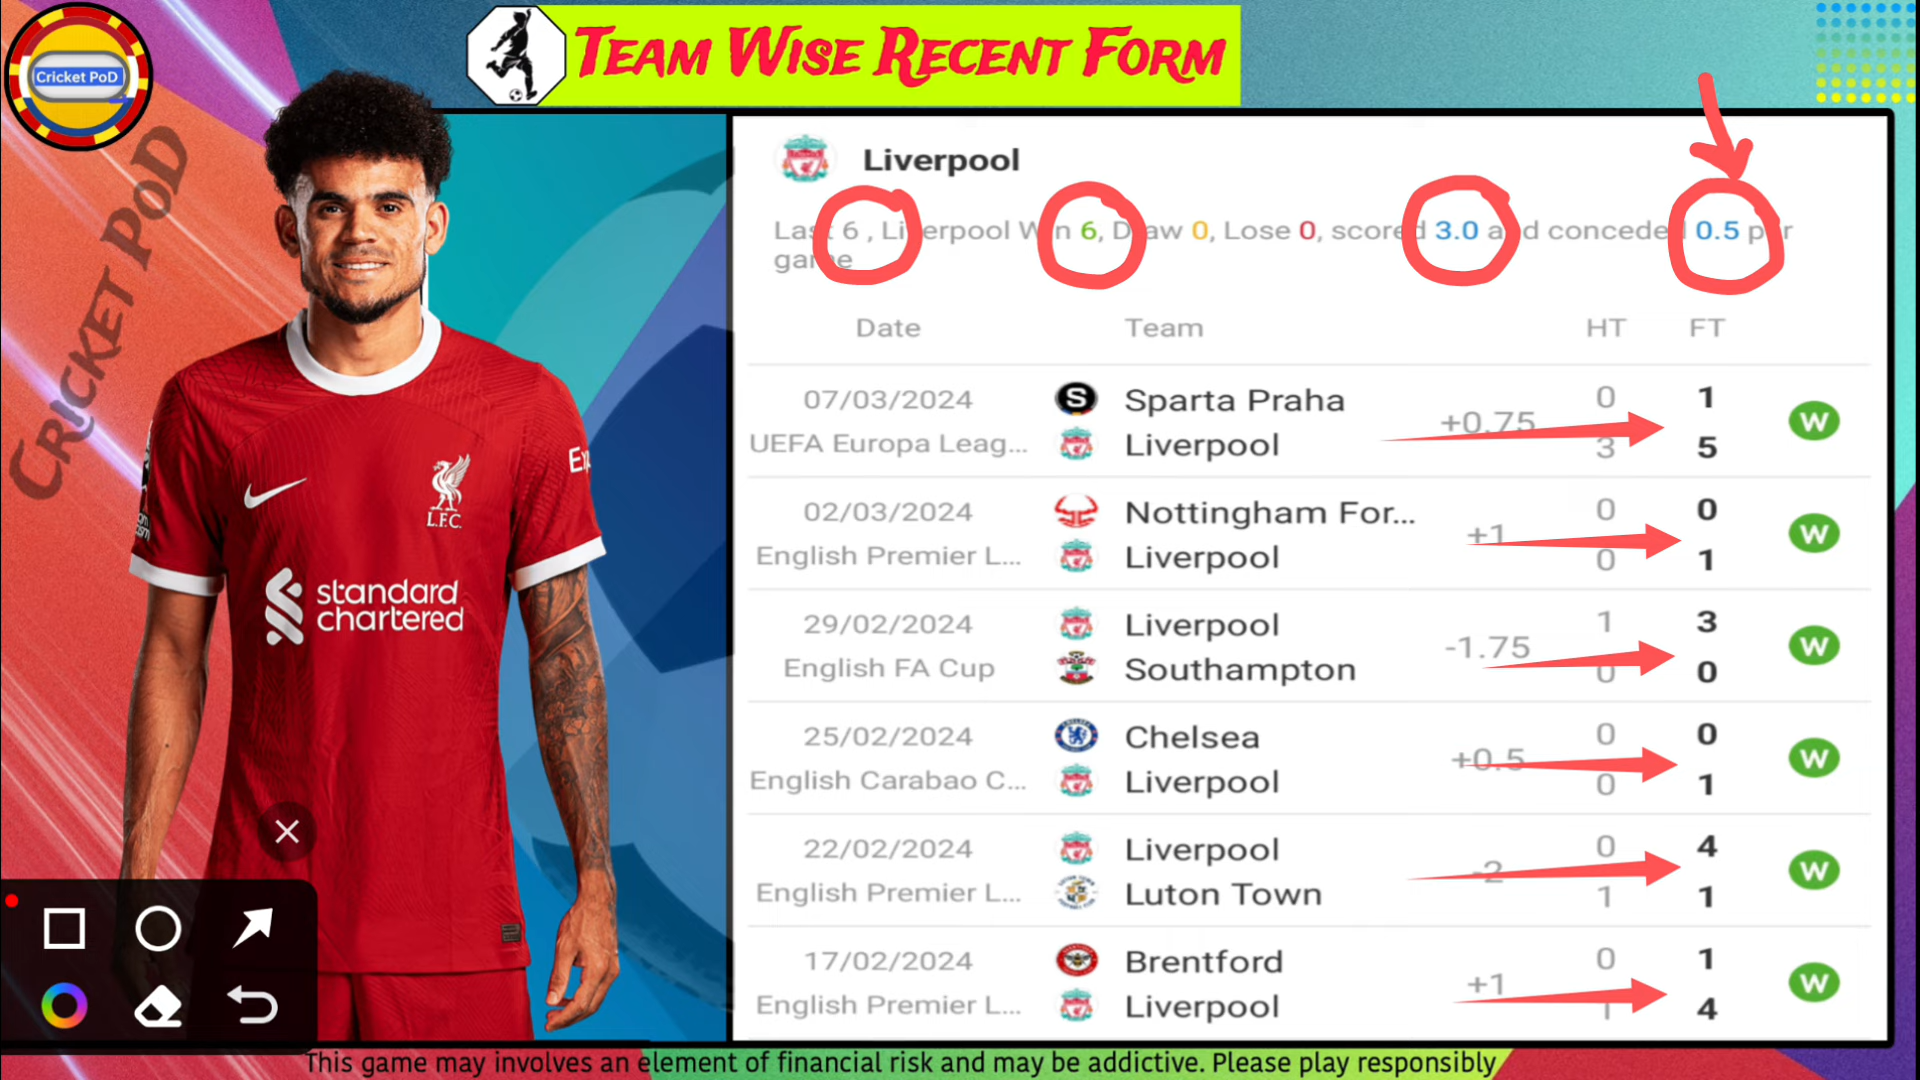 Cricket PoD
TEAM WISE RECENT FORM
CRICKET POD
Liverpool
Last 6 , Liverpool Win 6, Draw 0, Lose 0, scored 3.0 and conceded 0.5 per
game
Date Team HT FT
07/03/2024 Sparta Praha 0 1
+0.75 W
UEFA Europa Leag... Liverpool 3 5
02/03/2024 Nottingham For... 0 0
+1 W
English Premier L... Liverpool 0 1
29/02/2024 Liverpool 1 3
-1.75 W
English FA Cup Southampton 0 0
25/02/2024 Chelsea 0 0
+0.5 W
English Carabao C... Liverpool 0 1
22/02/2024 Liverpool 0 4
-2 W
English Premier L... Luton Town 1 1
17/02/2024 Brentford 0 1
+1 W
English Premier L... Liverpool 1 4
L.F.C.
standard
chartered
This game may involves an element of financial risk and may be addictive. Please play responsibly